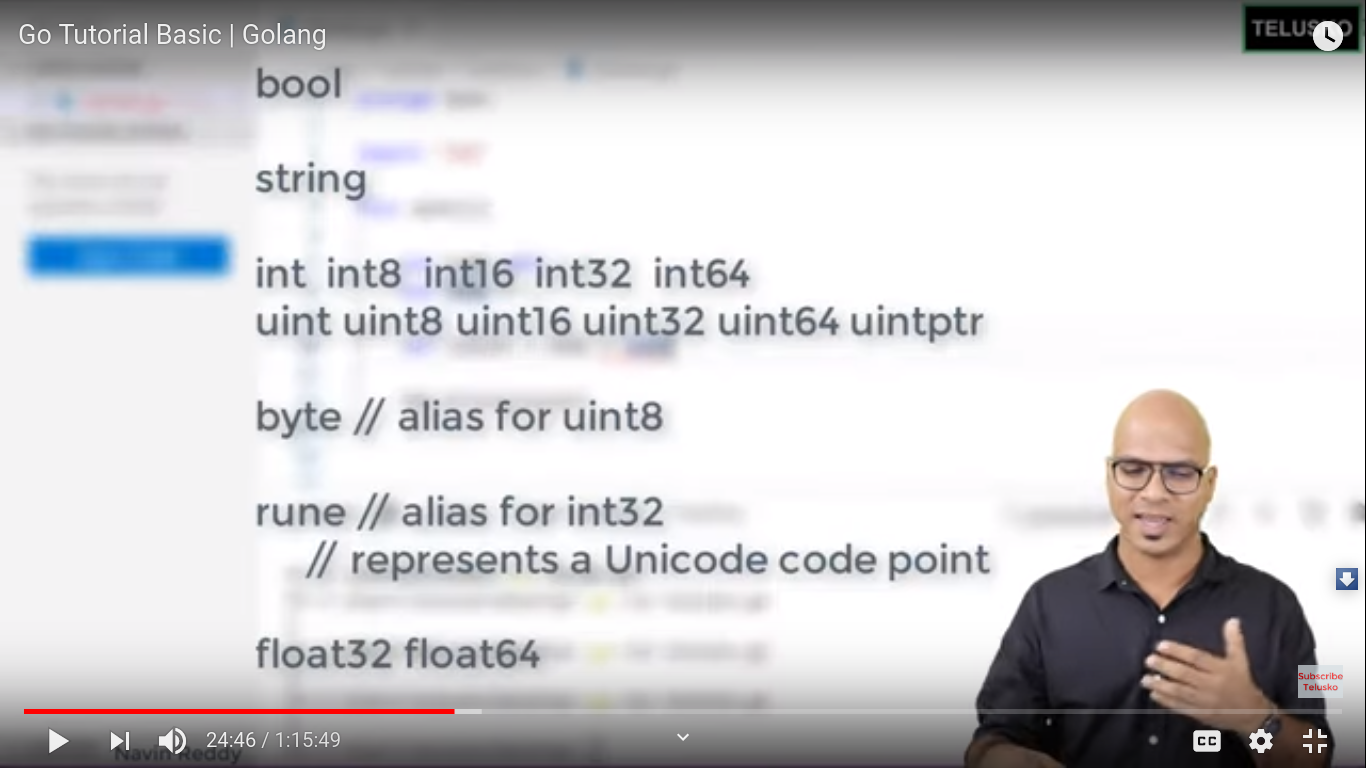 Go Tutorial Basic | Golang
TELUSKO
bool
string
int int8 int16 int32 int64
uint uint8 uint16 uint32 uint64 uintptr
byte // alias for uint8
rune // alias for int32
// represents a Unicode code point
float32 float64
Subscribe
Telusko
24:46 / 1:15:49
CC
Navin Reddy